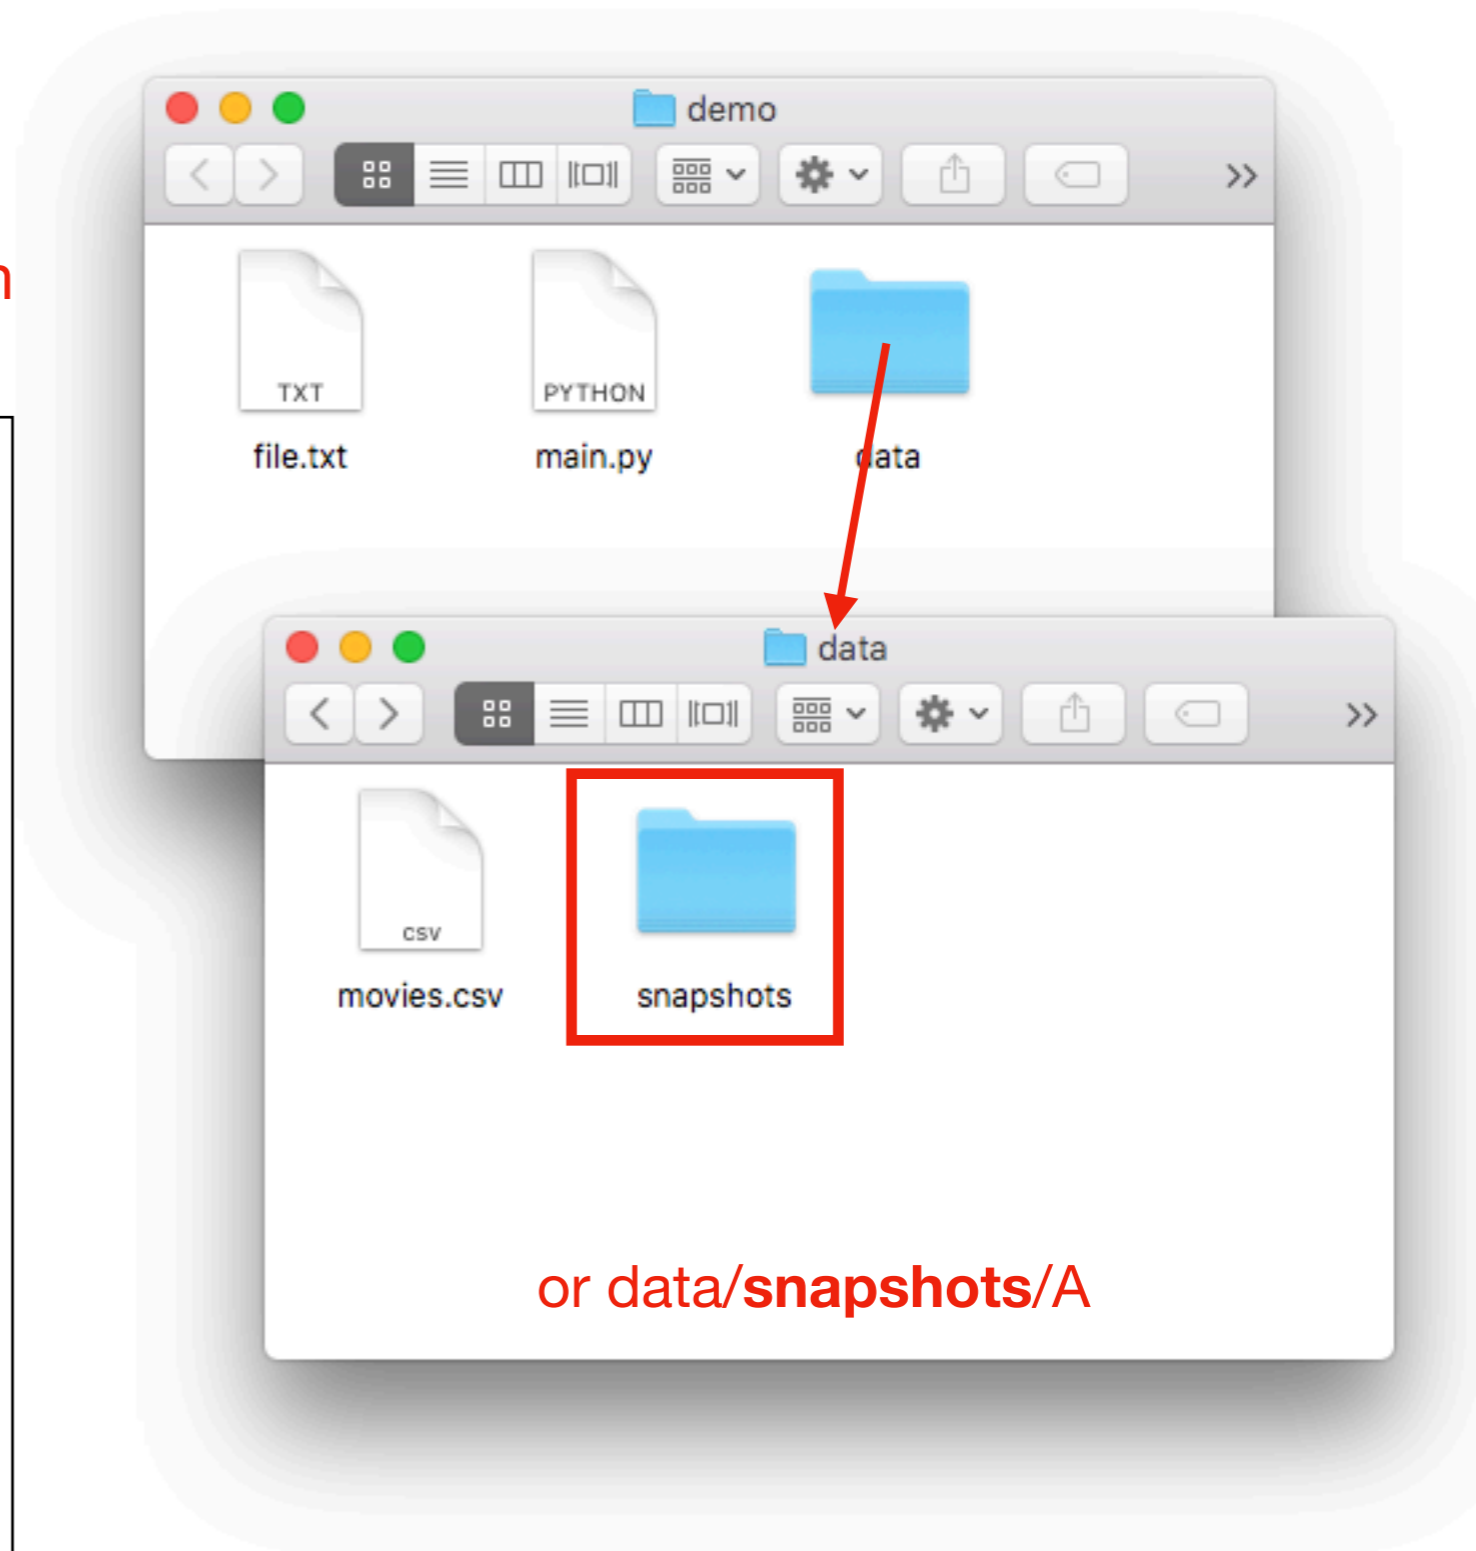 demo
TXT
PYTHON
file.txt
main.py
data
data
csv
movies.csv
snapshots
or data/snapshots/A